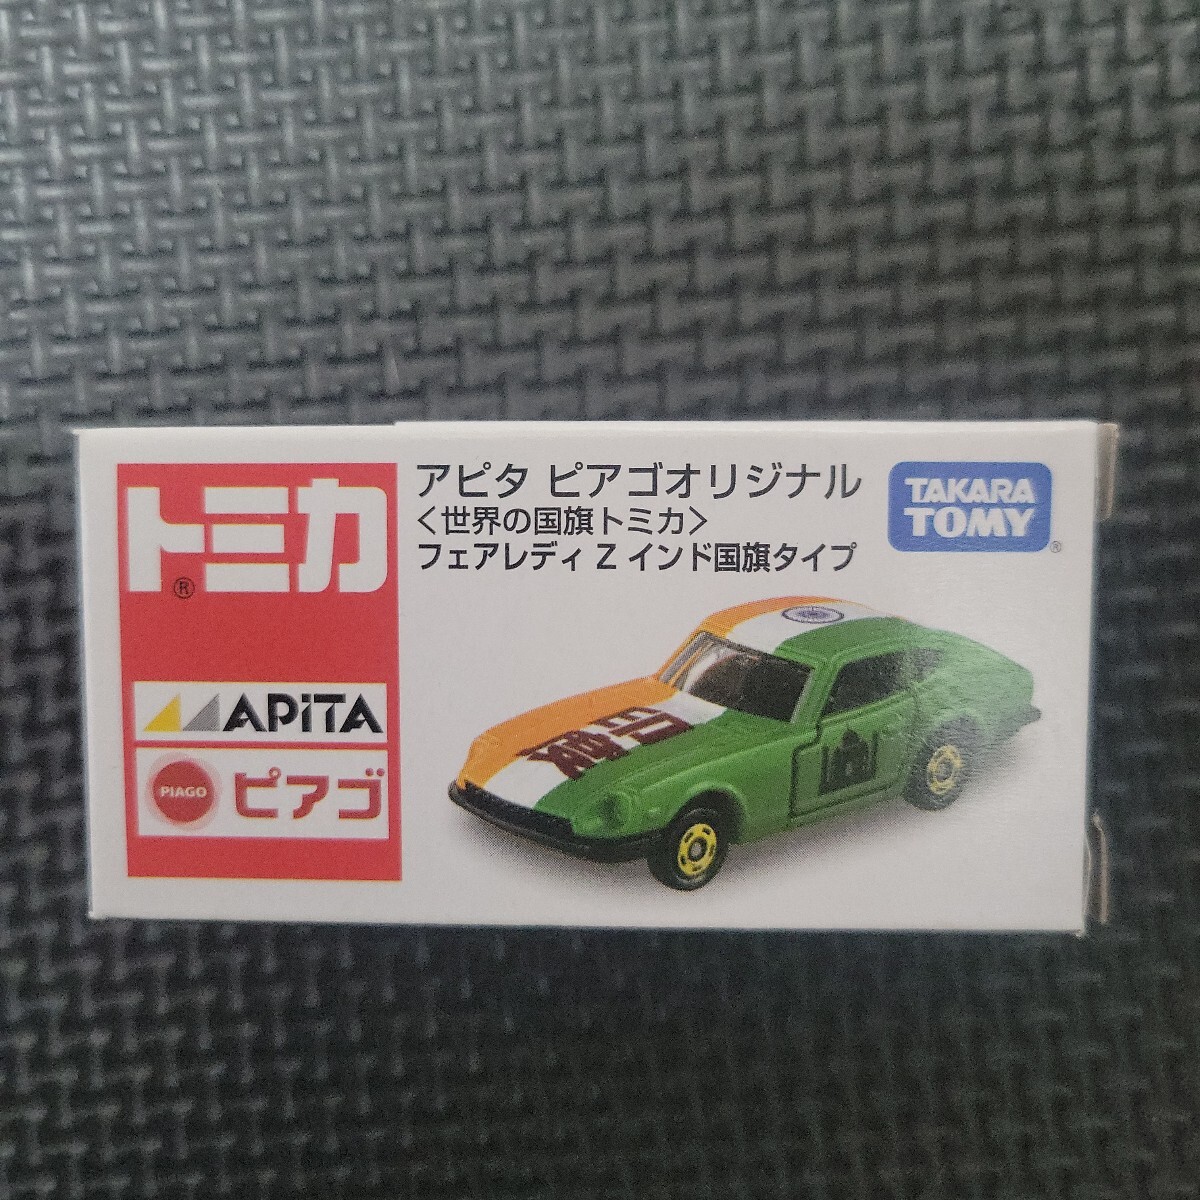 トミカ
®
APiTA
PIAGO ピアゴ
アピタ ピアゴオリジナル
〈世界の国旗トミカ〉
フェアレディ Z インド国旗タイプ
TAKARA
TOMY
®